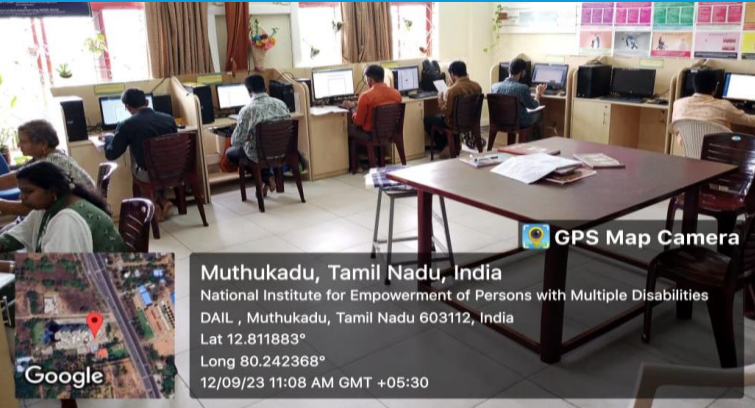 GPS Map Camera
Muthukadu, Tamil Nadu, India
National Institute for Empowerment of Persons with Multiple Disabilities
DAIL , Muthukadu, Tamil Nadu 603112, India
Lat 12.811883°
Long 80.242368°
12/09/23 11:08 AM GMT +05:30
Google